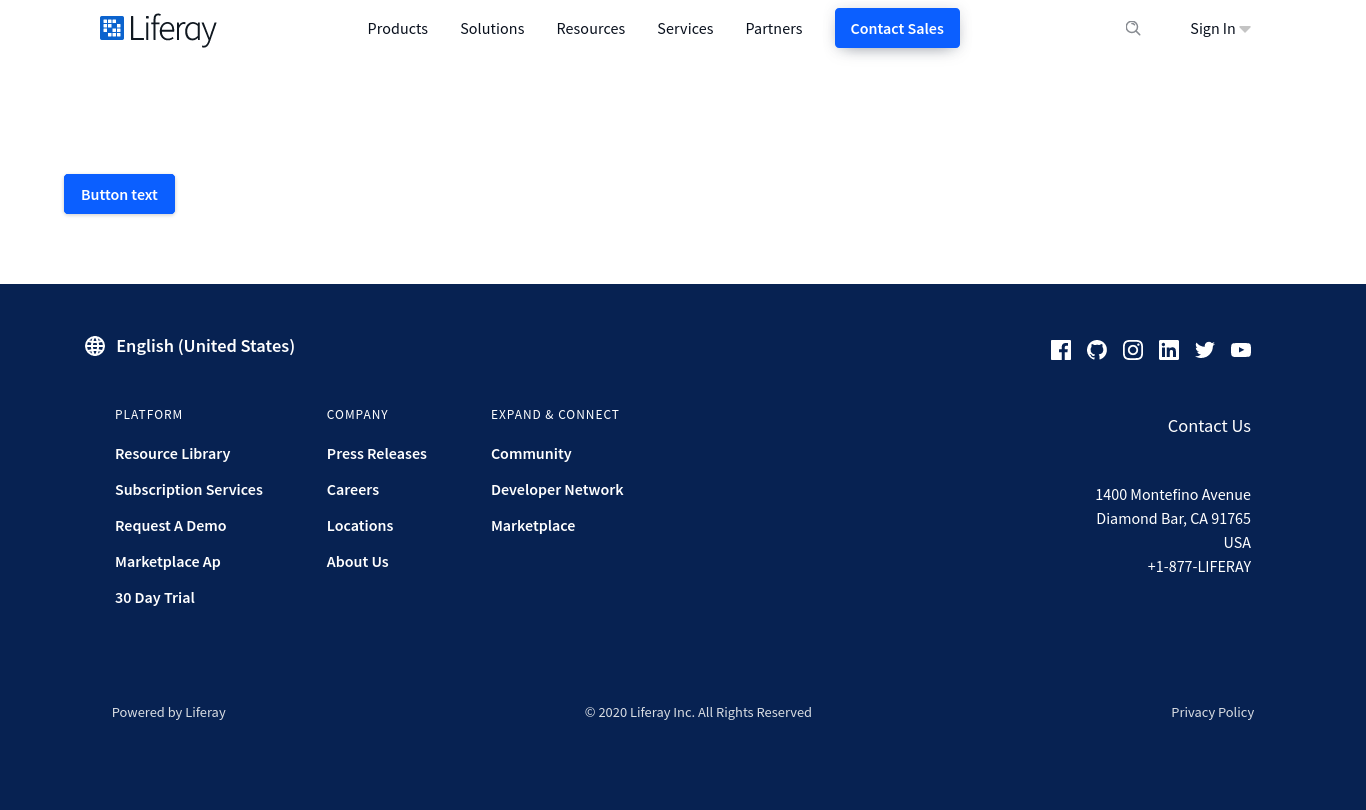 Liferay
Products Solutions Resources Services Partners Contact Sales Sign In
Button text
English (United States)
PLATFORM
Resource Library
Subscription Services
Request A Demo
Marketplace Ap
30 Day Trial
COMPANY
Press Releases
Careers
Locations
About Us
EXPAND & CONNECT
Community
Developer Network
Marketplace
Contact Us
1400 Montefino Avenue
Diamond Bar, CA 91765
USA
+1-877-LIFERAY
Powered by Liferay
© 2020 Liferay Inc. All Rights Reserved
Privacy Policy